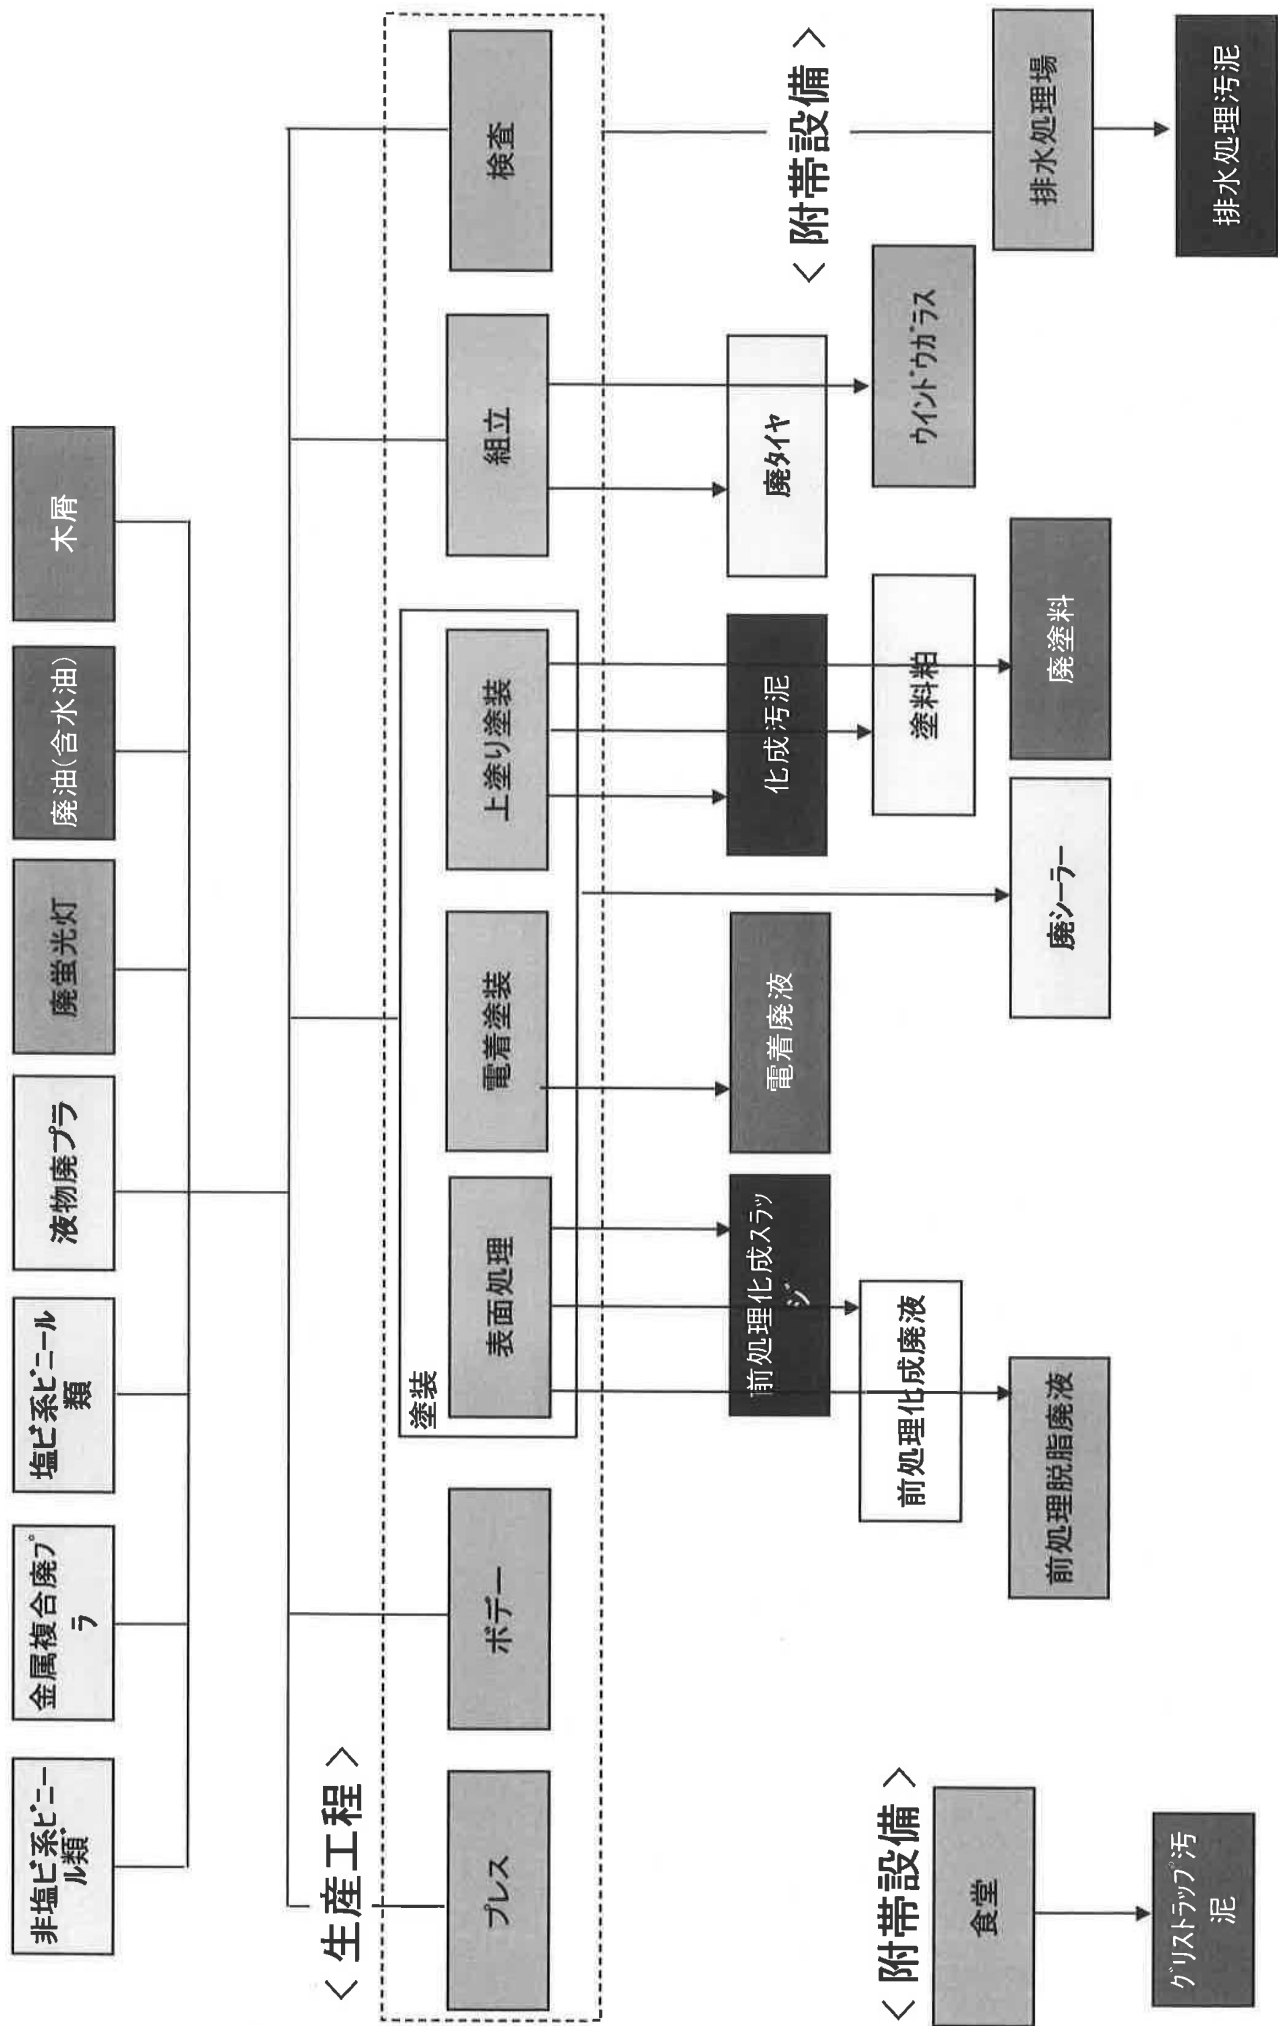 非塩ビ系ビニー
ル類
金属複合廃プ
ラ
塩ビ系ビニール
類
液物廃プラ
廃蛍光灯
廃油(含水油)
木屑
<生産工程>
プレス
ボデー
塗装
表面処理
電着塗装
上塗り塗装
組立
検査
前処理化成スラッ
ジ
電着廃液
化成汚泥
廃タイヤ
<附帯設備>
前処理化成廃液
塗料粕
ウインドウガラス
前処理脱脂廃液
廃シーラー
廃塗料
排水処理場
排水処理汚泥
<附帯設備>
食堂
グリストラップ汚
泥